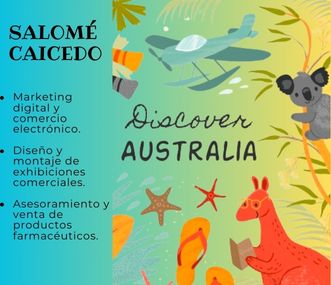 SALOMÉ
CAICEDO
• Marketing
digital y
comercio
electrónico.
• Diseño y
montaje de
exhibiciones
comerciales.
• Asesoramiento y
venta de
productos
farmacéuticos.
Discover
AUSTRALIA